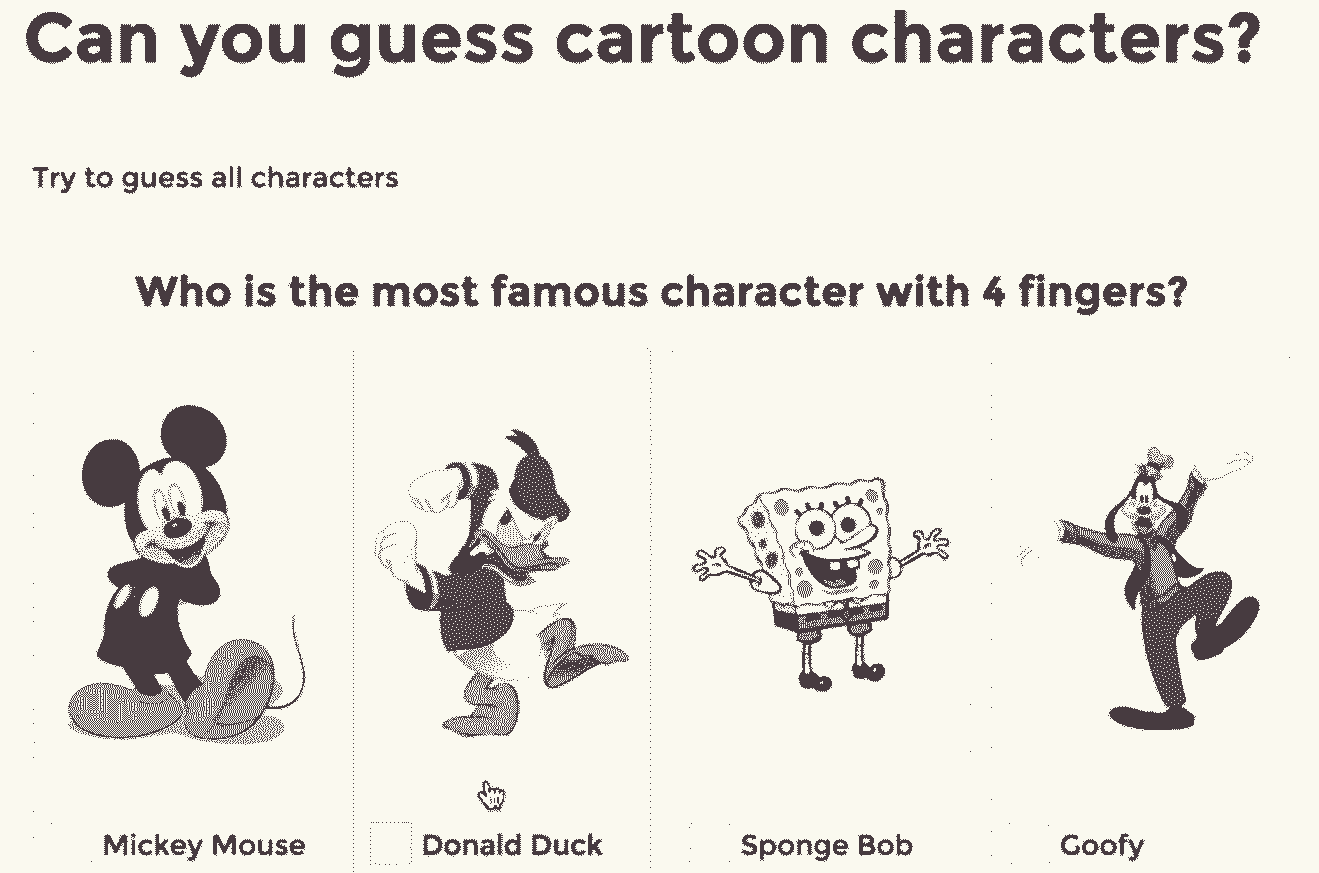 Can you guess cartoon characters?
Try to guess all characters
Who is the most famous character with 4 fingers?
Mickey Mouse
Donald Duck
Sponge Bob
Goofy